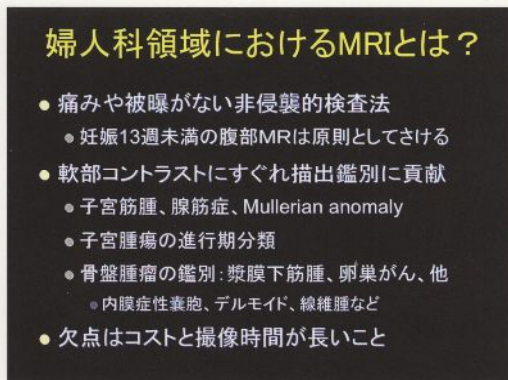 婦人科領域におけるMRIとは？
痛みや被曝がない非侵襲的検査法
妊娠13週未満の腹部MRは原則としてさける
軟部コントラストにすぐれ描出鑑別に貢献
子宮筋腫、腺筋症、Mullerian anomaly
子宮腫瘍の進行期分類
骨盤腫瘤の鑑別：漿膜下筋腫、卵巣がん、他
内膜症性嚢胞、デルモイド、線維腫など
欠点はコストと撮像時間が長いこと